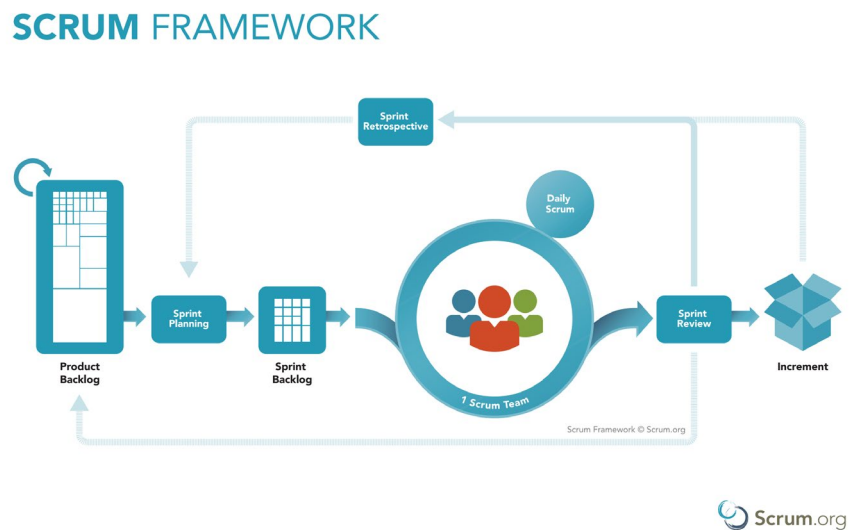 SCRUM FRAMEWORK
Sprint
Retrospective
Daily
Scrum
Sprint
Planning
Sprint
Review
Product
Backlog
Sprint
Backlog
Increment
1 Scrum Team
Scrum Framework © Scrum.org
Scrum.org